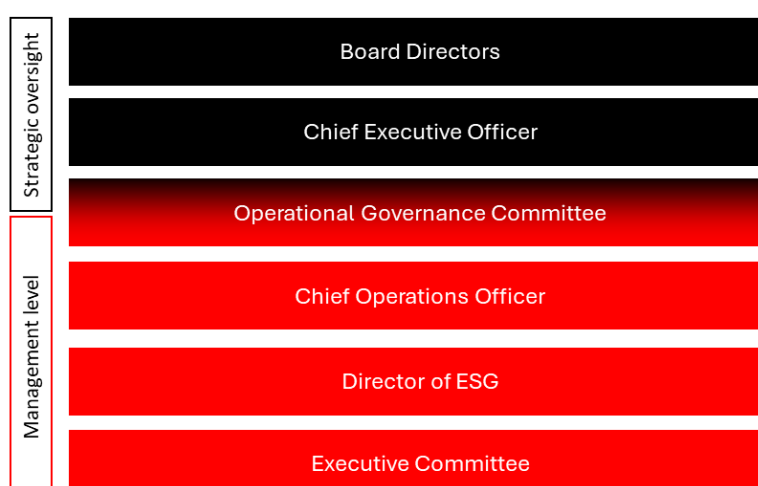 Strategic oversight
Board Directors
Chief Executive Officer
Operational Governance Committee
Management level
Chief Operations Officer
Director of ESG
Executive Committee